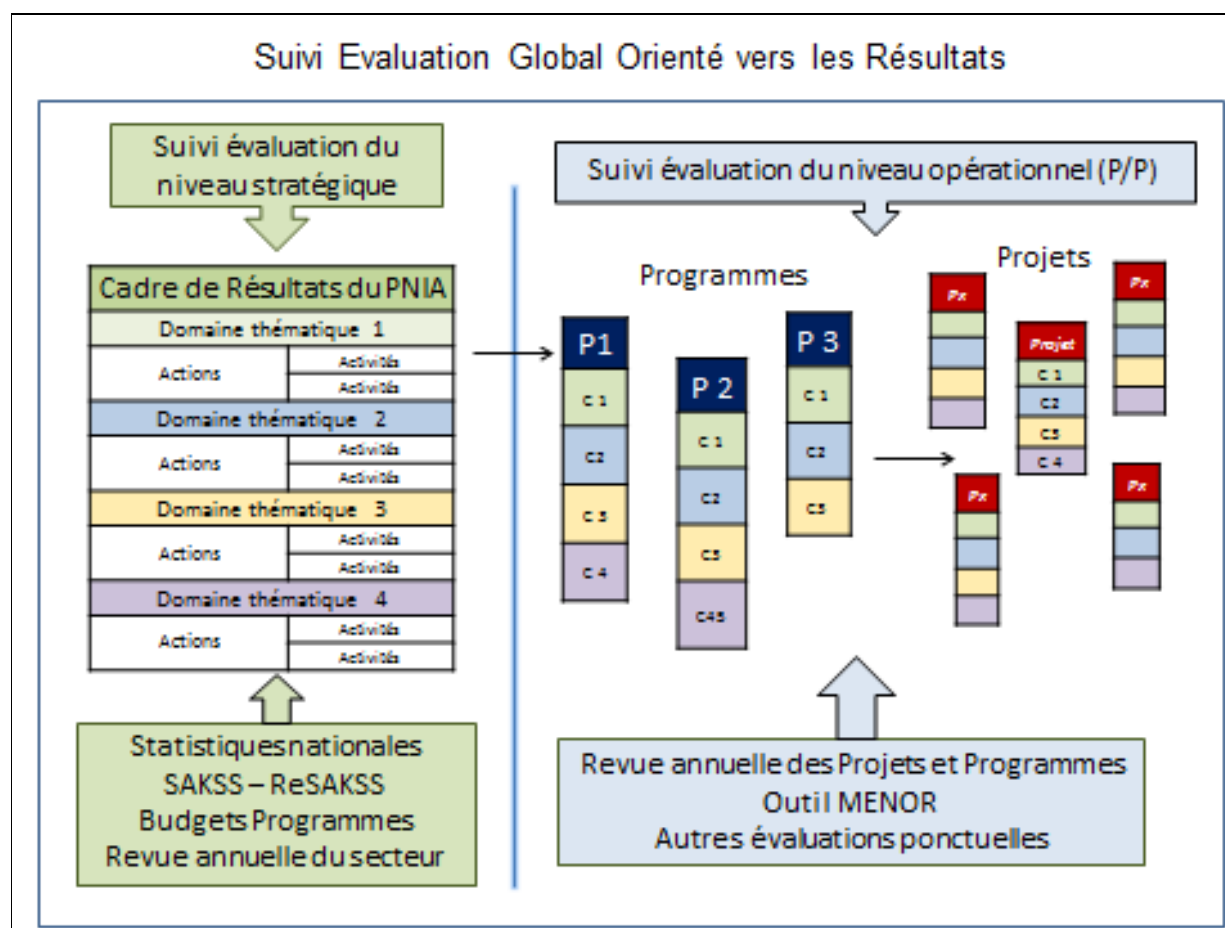 Suivi Evaluation Global Orienté vers les Résultats
Suivi évaluation du
niveau stratégique
Cadre de Résultats du PNIA
Domaine thématique 1
Actions
Activités
Activités
Domaine thématique 2
Actions
Activités
Activités
Domaine thématique 3
Actions
Activités
Activités
Domaine thématique 4
Actions
Activités
Activités
Statistiques nationales
SAKSS – ReSAKSS
Budgets Programmes
Revue annuelle du secteur
Suivi évaluation du niveau opérationnel (P/P)
Programmes
P1
C 1
C2
C 3
C 4
P 2
C 1
C2
C3
C45
P 3
C 1
C2
C3
Projets
Px
Projet
C 1
C2
C3
C 4
Px
Px
Px
Revue annuelle des Projets et Programmes
Outil MENOR
Autres évaluations ponctuelles